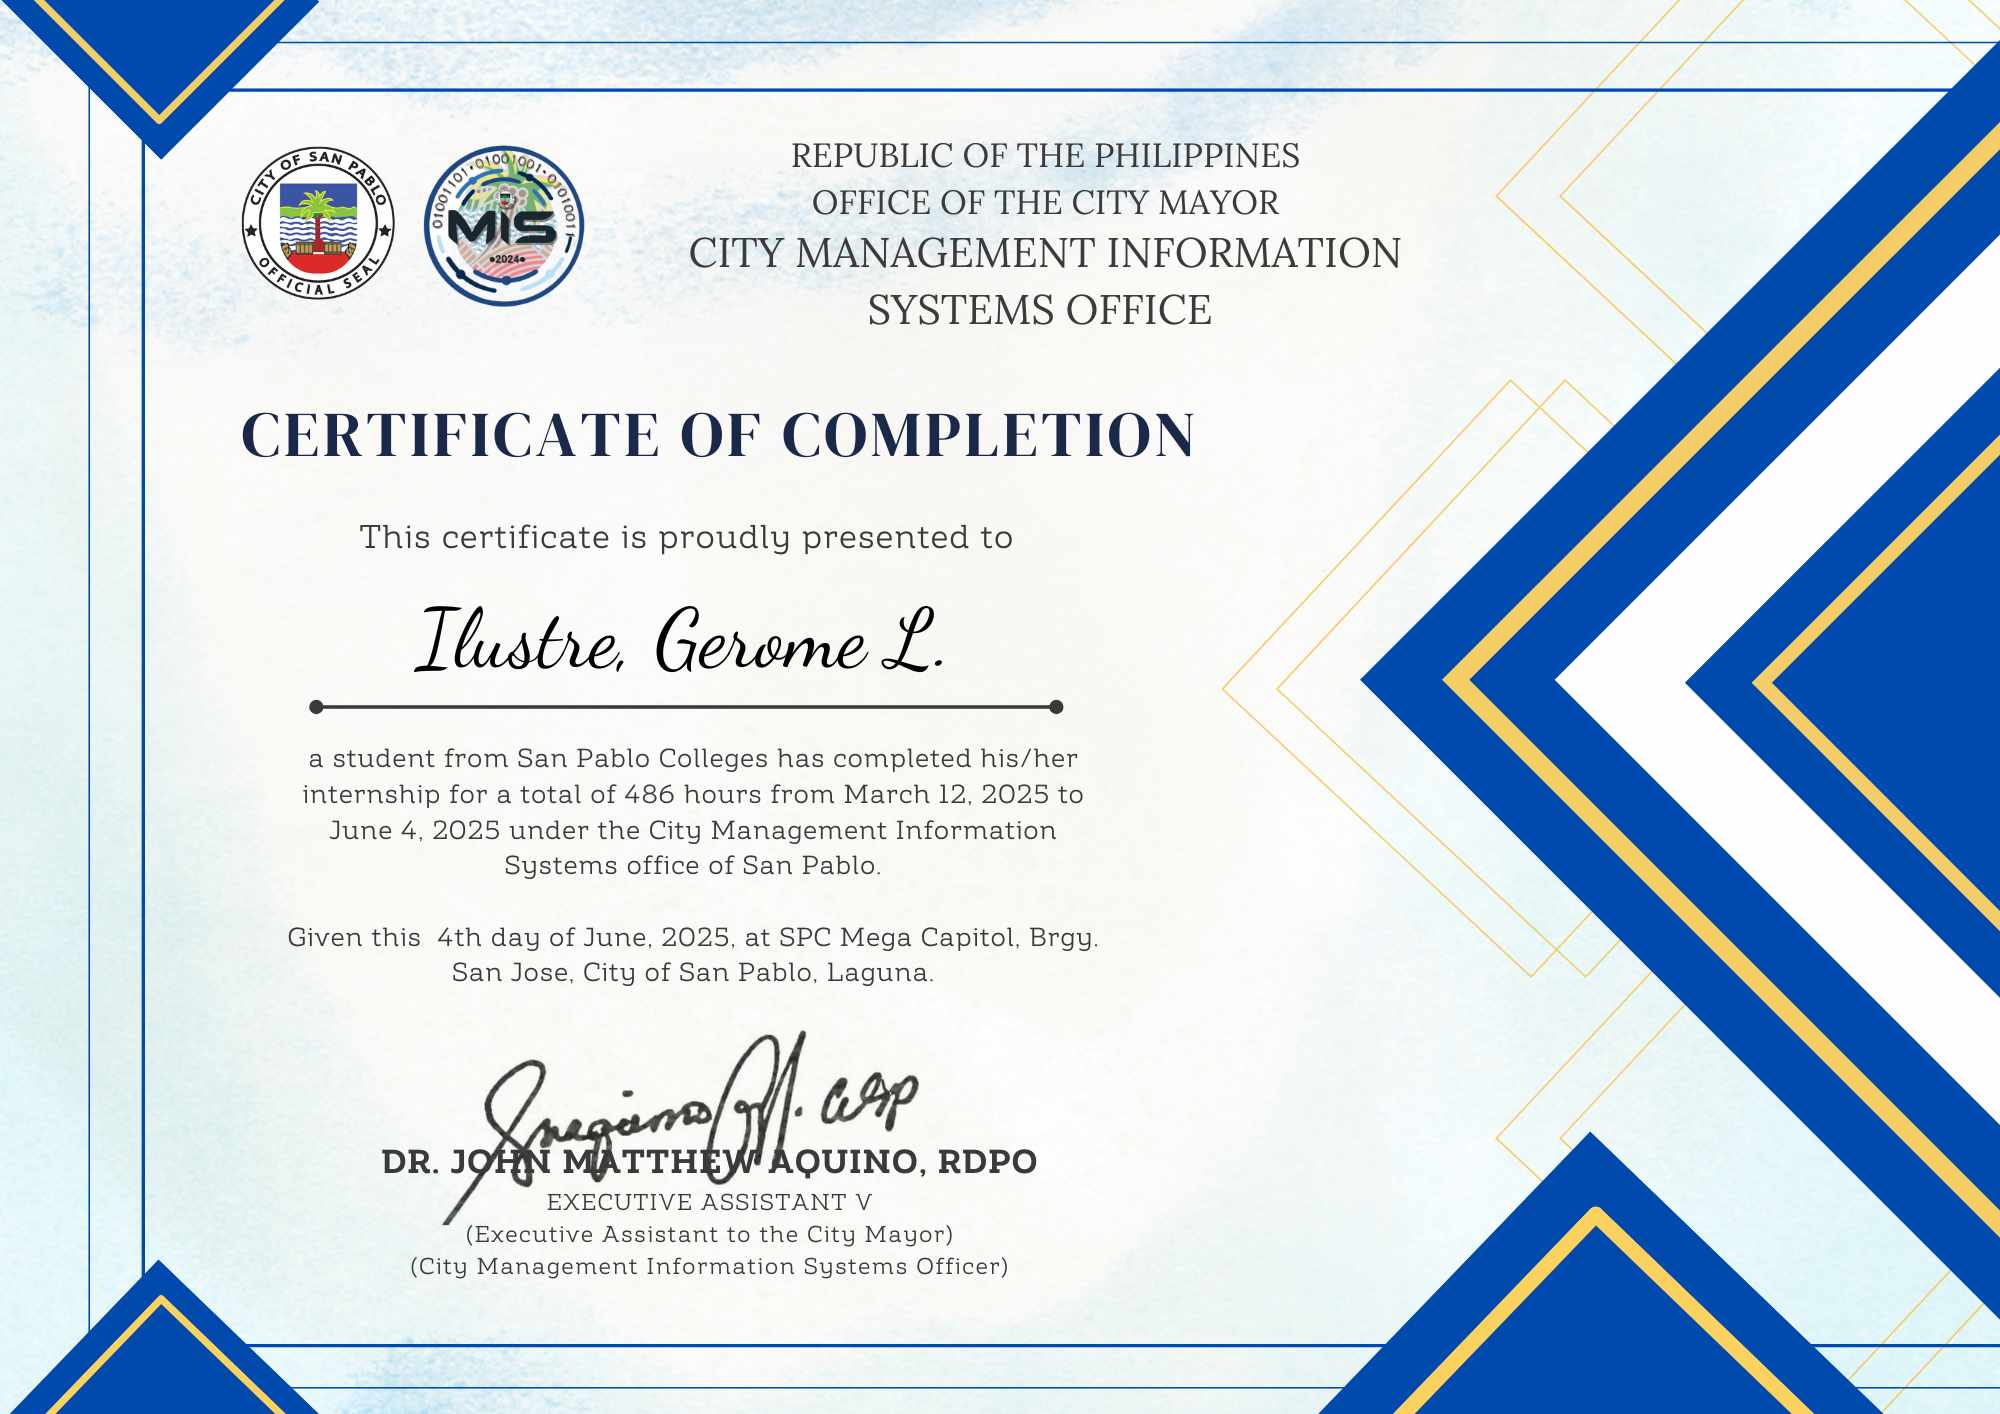 CITY OF SAN PABLO
OFFICIAL SEAL
01001101·01001001·01010011
MIS
2024
REPUBLIC OF THE PHILIPPINES
OFFICE OF THE CITY MAYOR
CITY MANAGEMENT INFORMATION
SYSTEMS OFFICE
CERTIFICATE OF COMPLETION
This certificate is proudly presented to
Ilustre, Gerome L.
a student from San Pablo Colleges has completed his/her
internship for a total of 486 hours from March 12, 2025 to
June 4, 2025 under the City Management Information
Systems office of San Pablo.
Given this  4th day of June, 2025, at SPC Mega Capitol, Brgy.
San Jose, City of San Pablo, Laguna.
DR. JOHN MATTHEW AQUINO, RDPO
EXECUTIVE ASSISTANT V
(Executive Assistant to the City Mayor)
(City Management Information Systems Officer)